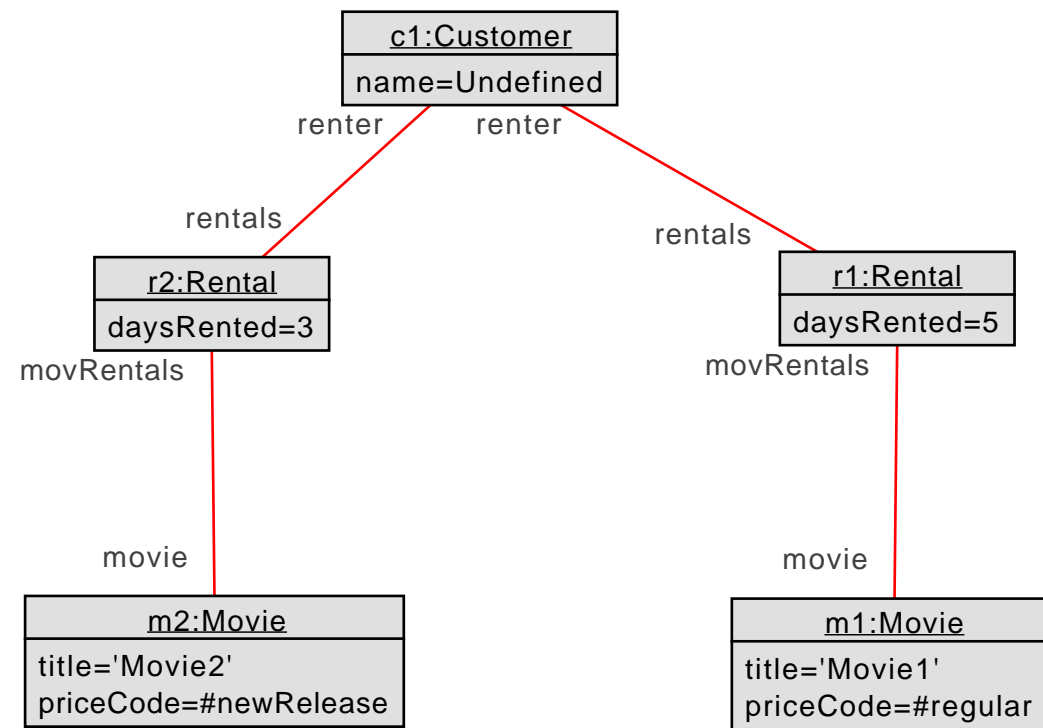 c1:Customer
name=Undefined
renter
renter
rentals
rentals
r2:Rental
daysRented=3
r1:Rental
daysRented=5
movRentals
movRentals
movie
movie
m2:Movie
title='Movie2'
priceCode=#newRelease
m1:Movie
title='Movie1'
priceCode=#regular